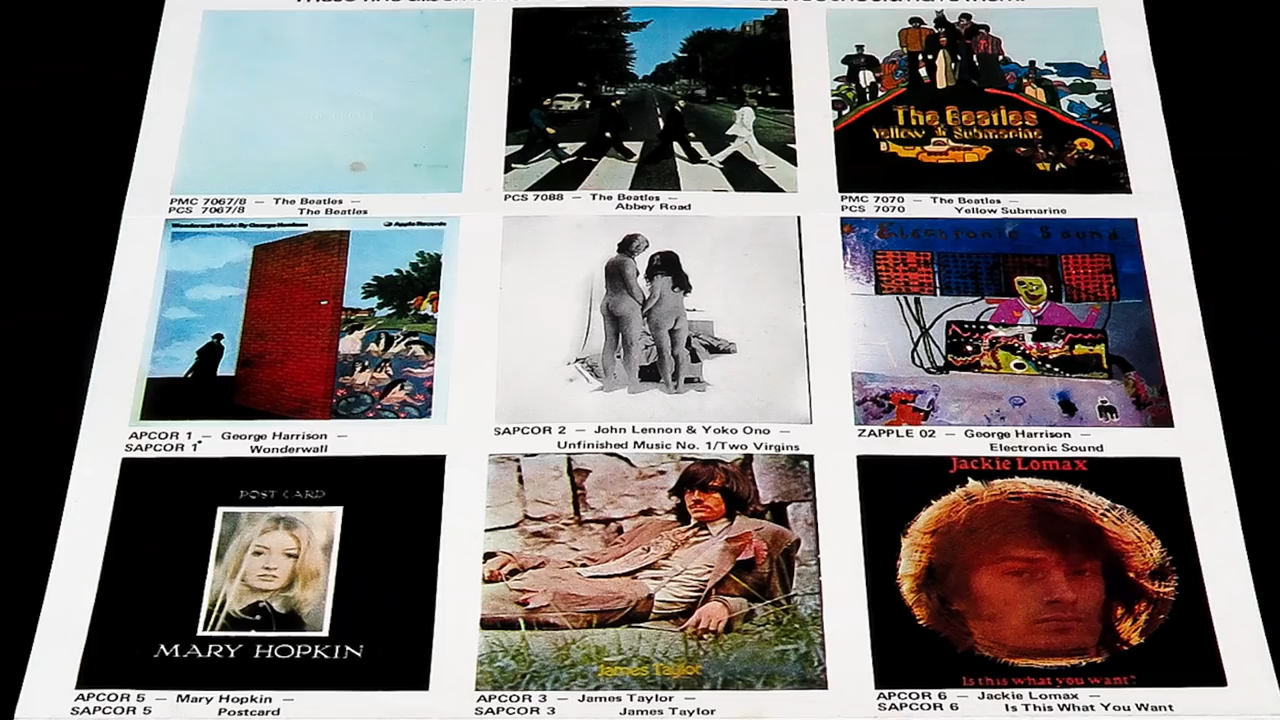 PMC 7067/8 — The Beatles —
PCS 7067/8 The Beatles
PCS 7088 — The Beatles —
Abbey Road
The Beatles
Yellow Submarine
PMC 7070 — The Beatles —
PCS 7070 Yellow Submarine
Wonderwall Music By George Harrison Apple Records
APCOR 1 — George Harrison —
SAPCOR 1 Wonderwall
SAPCOR 2 — John Lennon & Yoko Ono —
Unfinished Music No. 1/Two Virgins
Electronic Sound
ZAPPLE 02 — George Harrison —
Electronic Sound
POST CARD
MARY HOPKIN
APCOR 5 — Mary Hopkin —
SAPCOR 5 Postcard
James Taylor
APCOR 3 — James Taylor —
SAPCOR 3 James Taylor
Jackie Lomax
Is this what you want?
APCOR 6 — Jackie Lomax —
SAPCOR 6 Is This What You Want